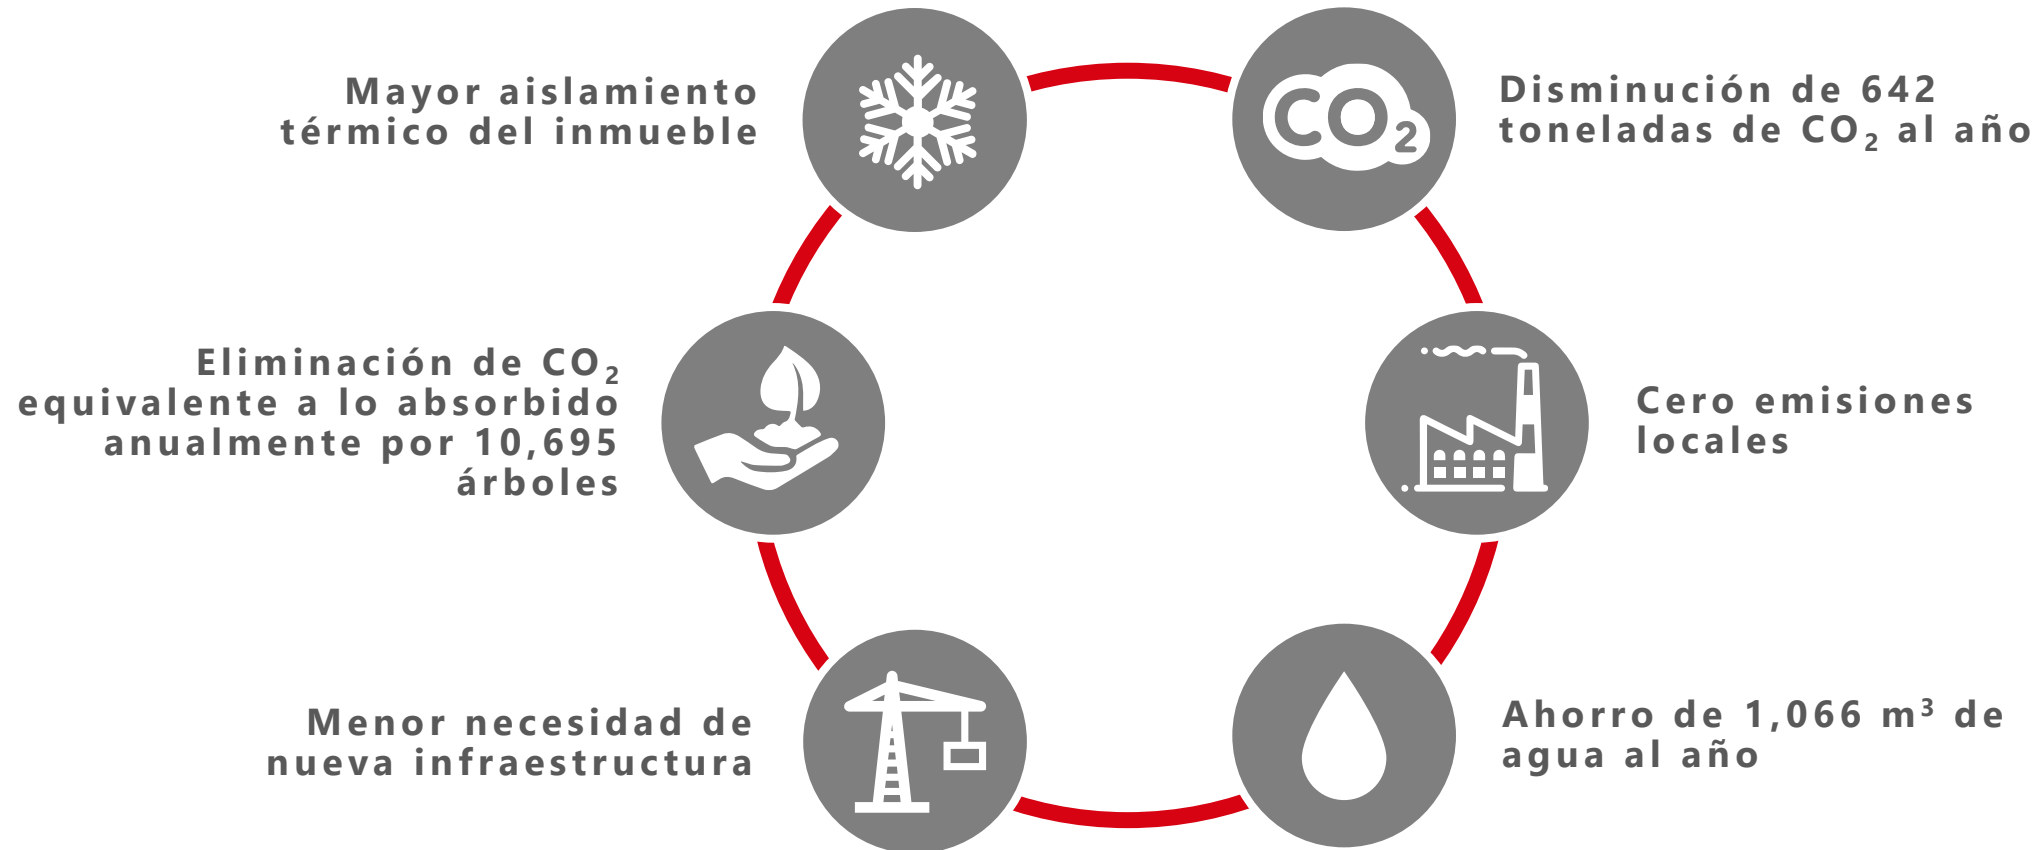 Mayor aislamiento
térmico del inmueble
CO₂
Disminución de 642
toneladas de CO₂ al año
Eliminación de CO₂
equivalente a lo absorbido
anualmente por 10,695
árboles
Cero emisiones
locales
Menor necesidad de
nueva infraestructura
Ahorro de 1,066 m³ de
agua al año